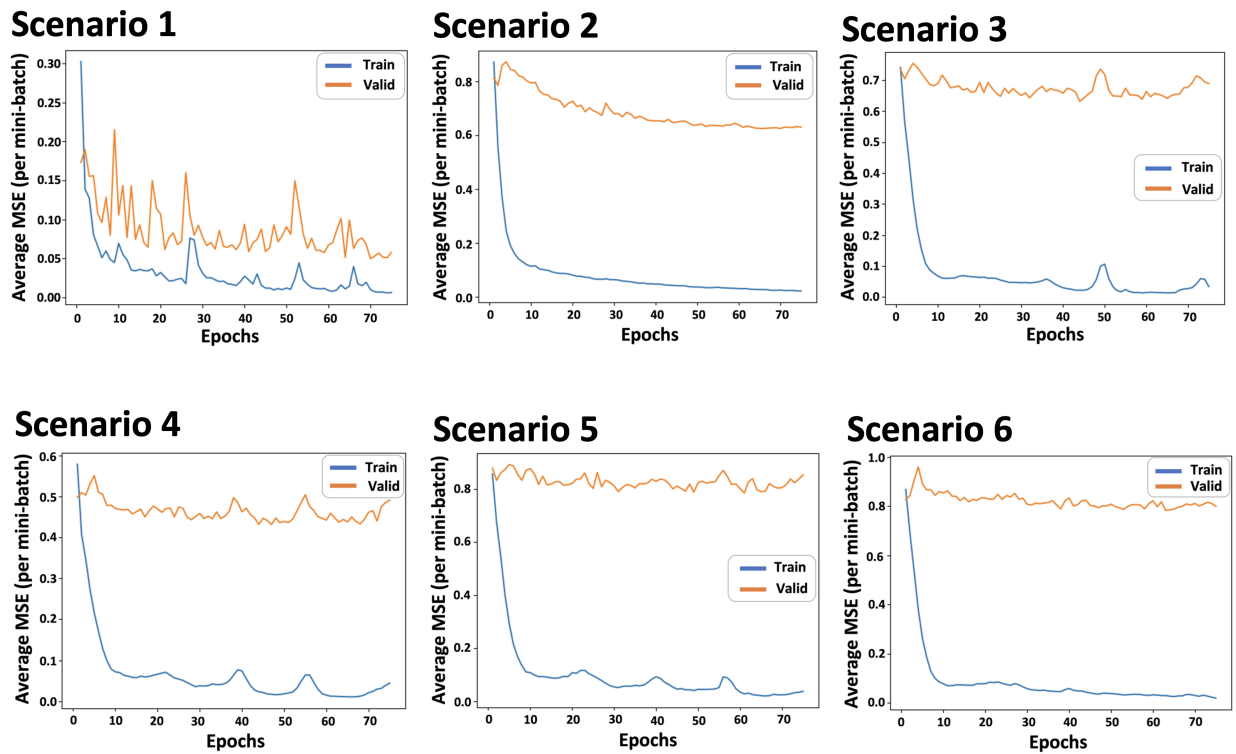 Scenario 1
Average MSE (per mini-batch)
0.30
0.25
0.20
0.15
0.10
0.05
0.00
Train
Valid
0 10 20 30 40 50 60 70
Epochs
Scenario 2
Average MSE (per mini-batch)
0.8
0.6
0.4
0.2
0.0
Train
Valid
0 10 20 30 40 50 60 70
Epochs
Scenario 3
Average MSE (per mini-batch)
0.7
0.6
0.5
0.4
0.3
0.2
0.1
0.0
Train
Valid
0 10 20 30 40 50 60 70
Epochs
Scenario 4
Average MSE (per mini-batch)
0.6
0.5
0.4
0.3
0.2
0.1
0.0
Train
Valid
0 10 20 30 40 50 60 70
Epochs
Scenario 5
Average MSE (per mini-batch)
0.8
0.6
0.4
0.2
0.0
Train
Valid
0 10 20 30 40 50 60 70
Epochs
Scenario 6
Average MSE (per mini-batch)
1.0
0.8
0.6
0.4
0.2
0.0
Train
Valid
0 10 20 30 40 50 60 70
Epochs